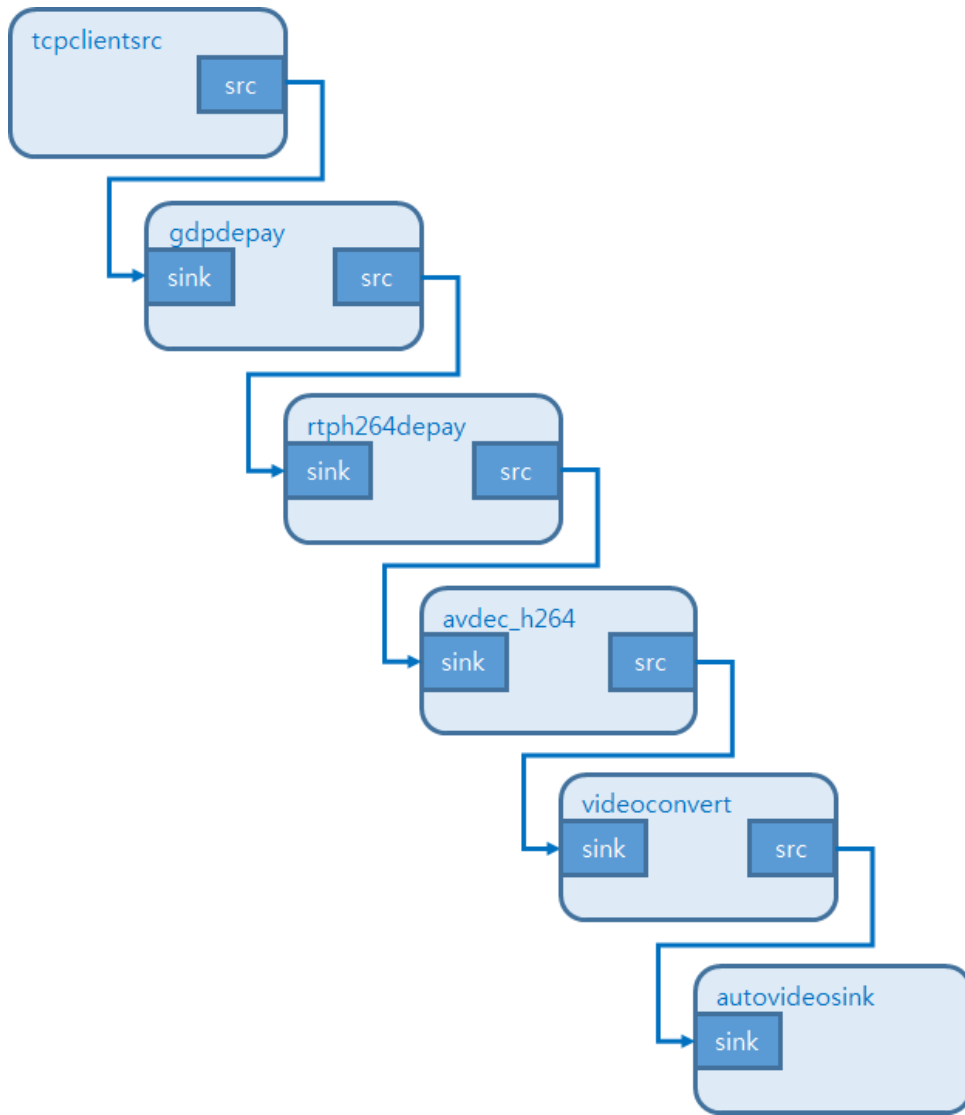 tcpclientsrc
src
gdpdepay
sink
src
rtph264depay
sink
src
avdec_h264
sink
src
videoconvert
sink
src
autovideosink
sink